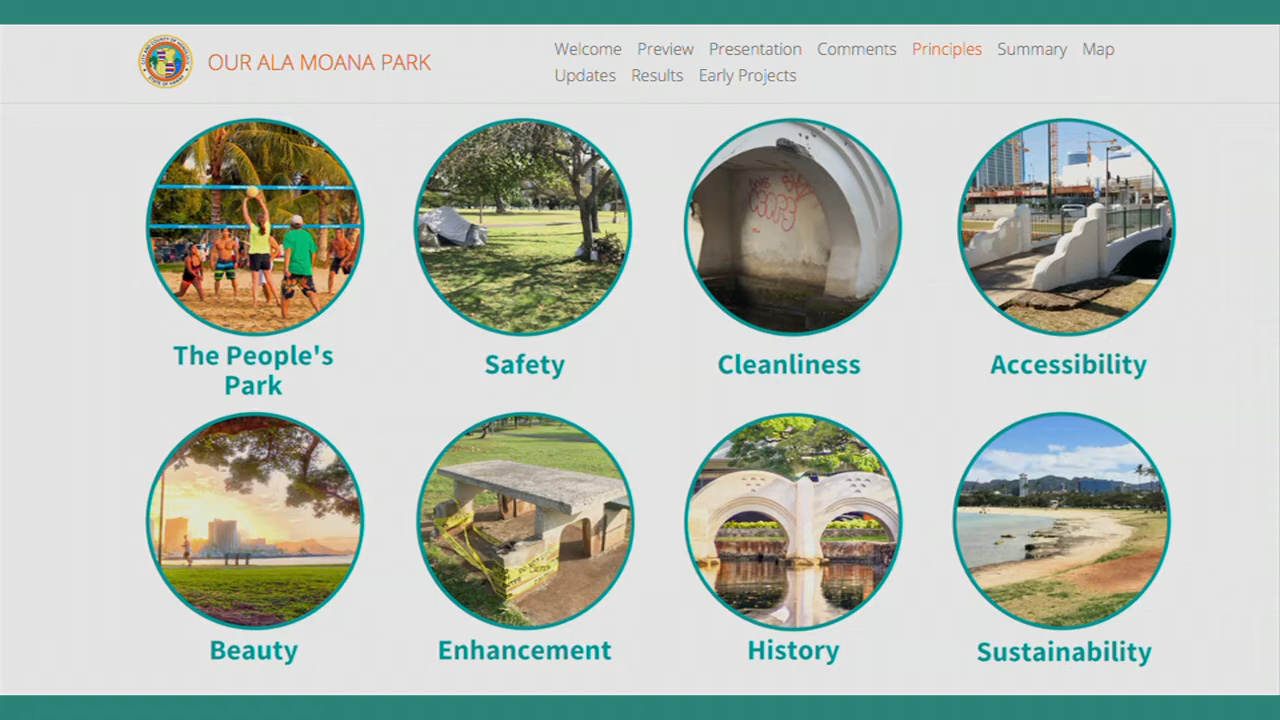 OUR ALA MOANA PARK
Welcome Preview Presentation Comments Principles Summary Map
Updates Results Early Projects
The People's
Park
Safety
Cleanliness
Accessibility
Beauty
Enhancement
History
Sustainability